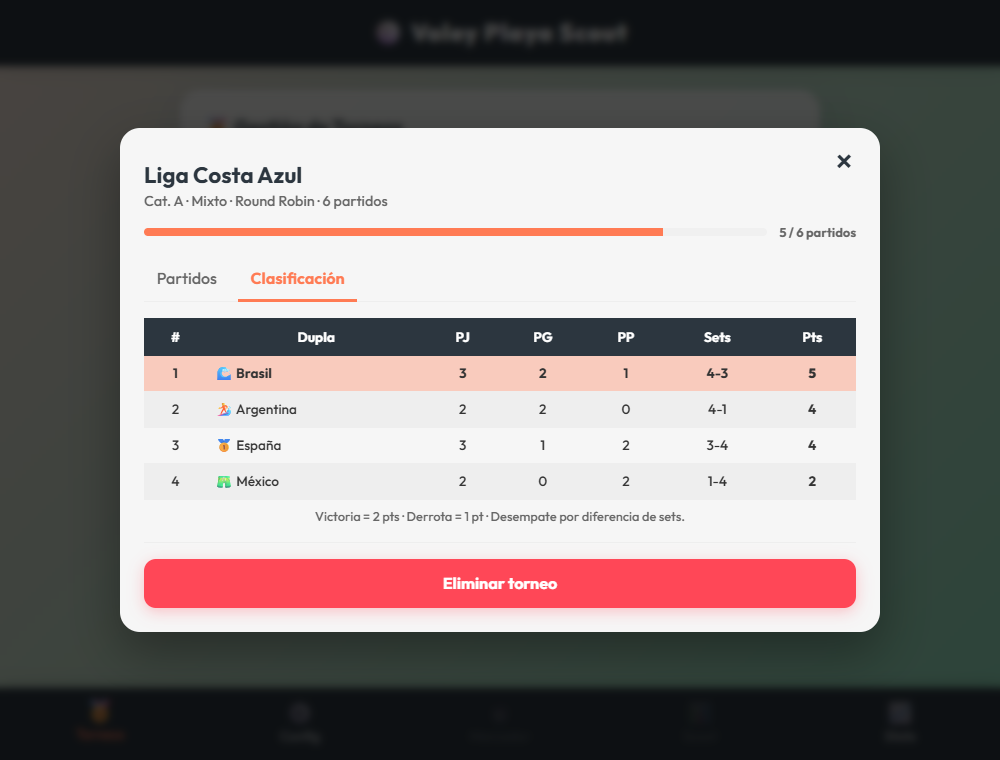 Voley Playa Scout
Liga Costa Azul
Cat. A · Mixto · Round Robin · 6 partidos
5 / 6 partidos
Partidos Clasificación
# Dupla PJ PG PP Sets Pts
1 Brasil 3 2 1 4-3 5
2 Argentina 2 2 0 4-1 4
3 España 3 1 2 3-4 4
4 México 2 0 2 1-4 2
Victoria = 2 pts · Derrota = 1 pt · Desempate por diferencia de sets.
Eliminar torneo